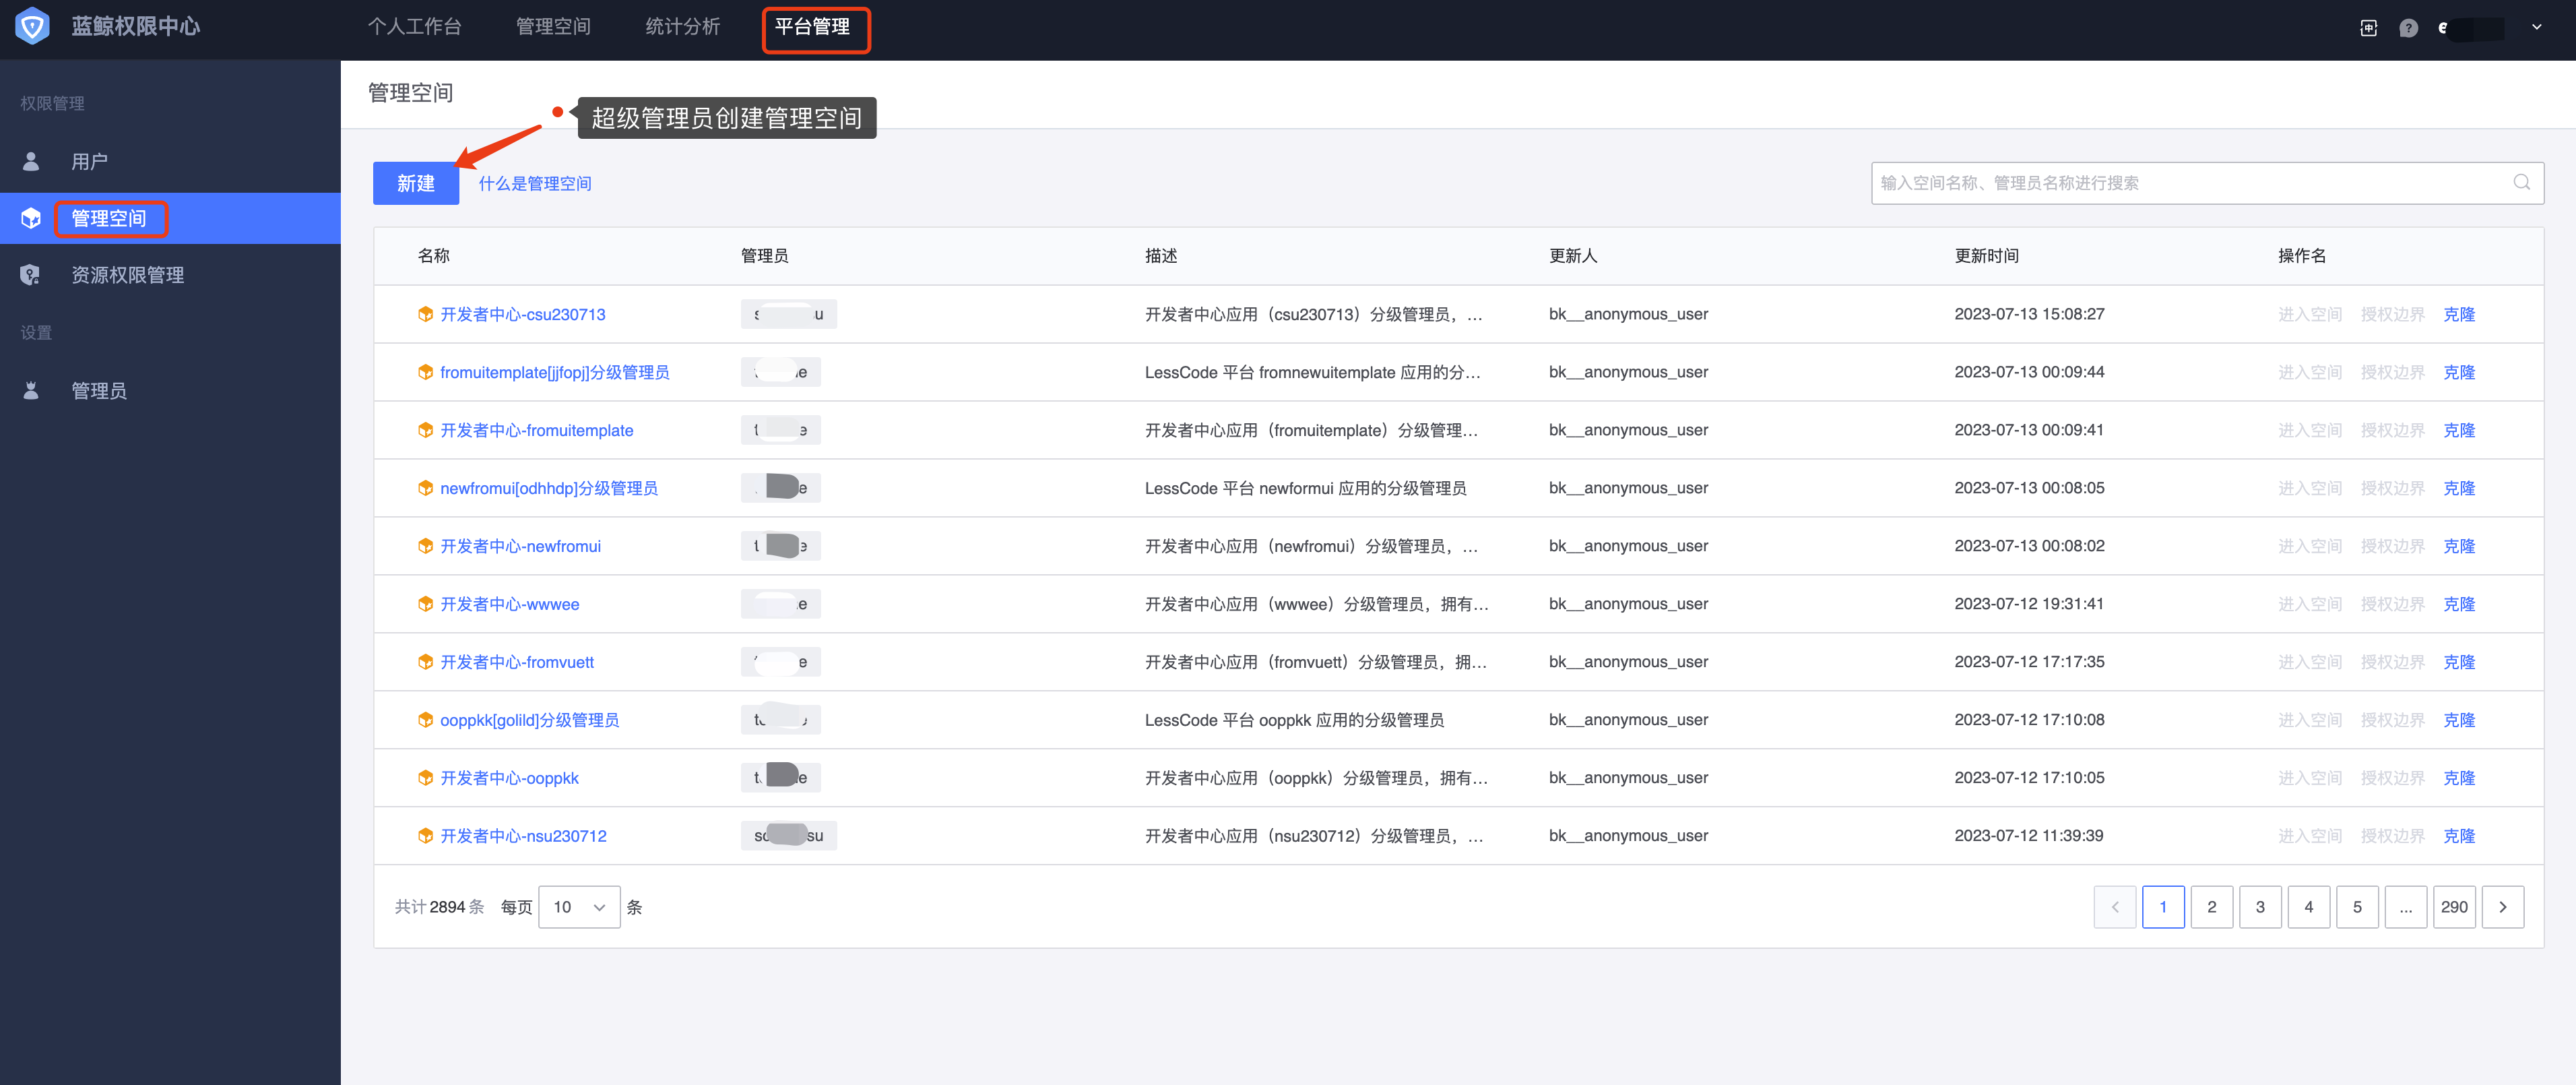 蓝鲸权限中心 个人工作台 管理空间 统计分析 平台管理
权限管理
用户
管理空间
资源权限管理
设置
管理员
管理空间
超级管理员创建管理空间
新建 什么是管理空间 输入空间名称、管理员名称进行搜索
名称 管理员 描述 更新人 更新时间 操作名
开发者中心-csu230713 开发者中心应用（csu230713）分级管理员，... bk__anonymous_user 2023-07-13 15:08:27 进入空间 授权边界 克隆
fromuitemplate[jjfopj]分级管理员 LessCode 平台 fromnewuitemplate 应用的分... bk__anonymous_user 2023-07-13 00:09:44 进入空间 授权边界 克隆
开发者中心-fromuitemplate 开发者中心应用（fromuitemplate）分级管理... bk__anonymous_user 2023-07-13 00:09:41 进入空间 授权边界 克隆
newfromui[odhhdp]分级管理员 LessCode 平台 newformui 应用的分级管理员 bk__anonymous_user 2023-07-13 00:08:05 进入空间 授权边界 克隆
开发者中心-newfromui 开发者中心应用（newfromui）分级管理员，... bk__anonymous_user 2023-07-13 00:08:02 进入空间 授权边界 克隆
开发者中心-wwwee 开发者中心应用（wwwee）分级管理员，拥有... bk__anonymous_user 2023-07-12 19:31:41 进入空间 授权边界 克隆
开发者中心-fromvuett 开发者中心应用（fromvuett）分级管理员，拥... bk__anonymous_user 2023-07-12 17:17:35 进入空间 授权边界 克隆
ooppkk[golild]分级管理员 LessCode 平台 ooppkk 应用的分级管理员 bk__anonymous_user 2023-07-12 17:10:08 进入空间 授权边界 克隆
开发者中心-ooppkk 开发者中心应用（ooppkk）分级管理员，拥有... bk__anonymous_user 2023-07-12 17:10:05 进入空间 授权边界 克隆
开发者中心-nsu230712 开发者中心应用（nsu230712）分级管理员，... bk__anonymous_user 2023-07-12 11:39:39 进入空间 授权边界 克隆
共计 2894 条 每页 10 条 1 2 3 4 5 ... 290